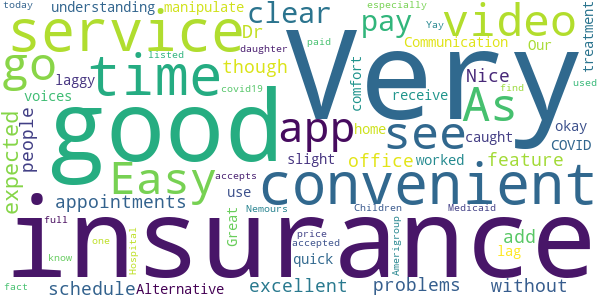 today
understanding
manipulate
especially
clear
pay
video
service
Dr
daughter
Yay
Our
Communication
treatment
go
time
listed
paid
Very
laggy
though
Nice
find
used
voices
covid19
comfort
receive
As
good
app
see
caught
okay
COVID
expected
people
home
slight
office
worked
feature
Easy
accepts
convenient
appointments
use
Nemours
Children
Medicaid
insurance
full
Great
price
accepted
Amerigroup
add
know
one
Hospital
quick
lag
fact
schedule
Alternative
excellent
problems
without